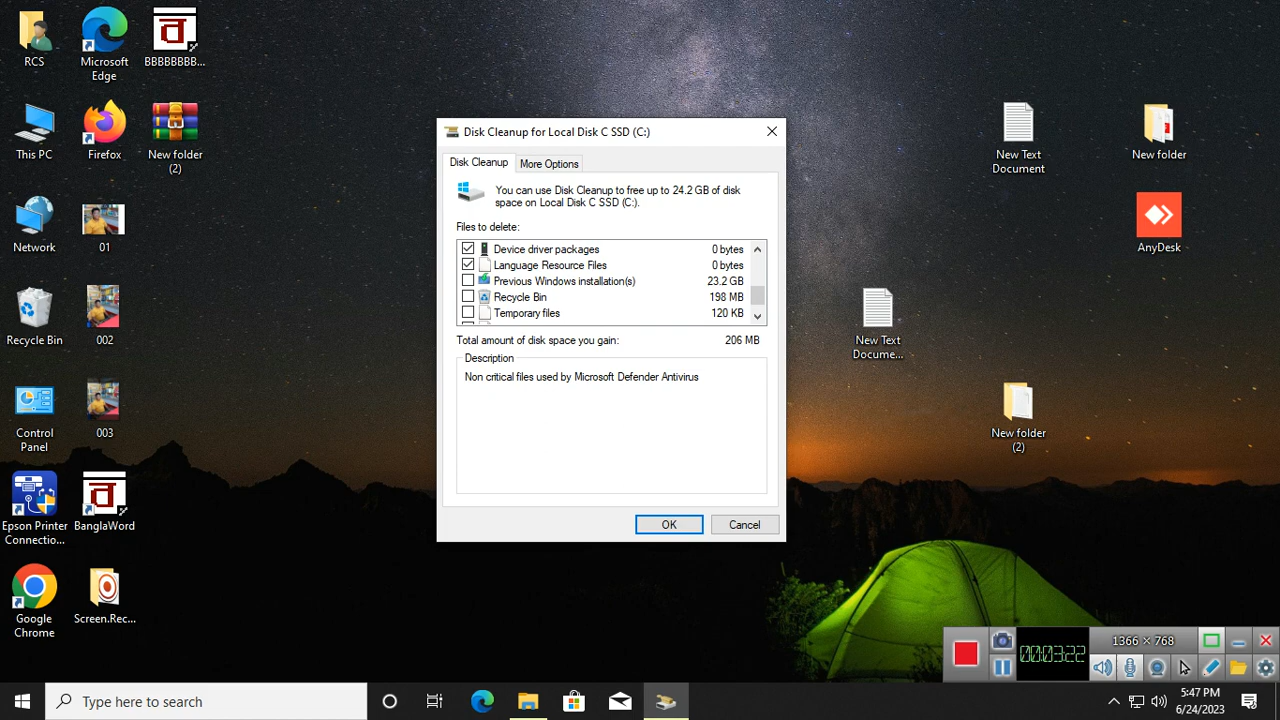 RCS
Microsoft
Edge
BBBBBBBB...
This PC
Firefox
New folder
(2)
Network
01
Recycle Bin
002
Control
Panel
003
Epson Printer
Connectio...
BanglaWord
Google
Chrome
Screen.Rec...
Disk Cleanup for Local Disk C SSD (C:)
Disk Cleanup
More Options
You can use Disk Cleanup to free up to 24.2 GB of disk
space on Local Disk C SSD (C:).
Files to delete:
Device driver packages 0 bytes
Language Resource Files 0 bytes
Previous Windows installation(s) 23.2 GB
Recycle Bin 198 MB
Temporary files 120 KB
Total amount of disk space you gain: 206 MB
Description
Non critical files used by Microsoft Defender Antivirus
OK
Cancel
New Text
Document
New folder
AnyDesk
New Text
Docume...
New folder
(2)
00:03:22
1366 × 768
Type here to search
5:47 PM
6/24/2023